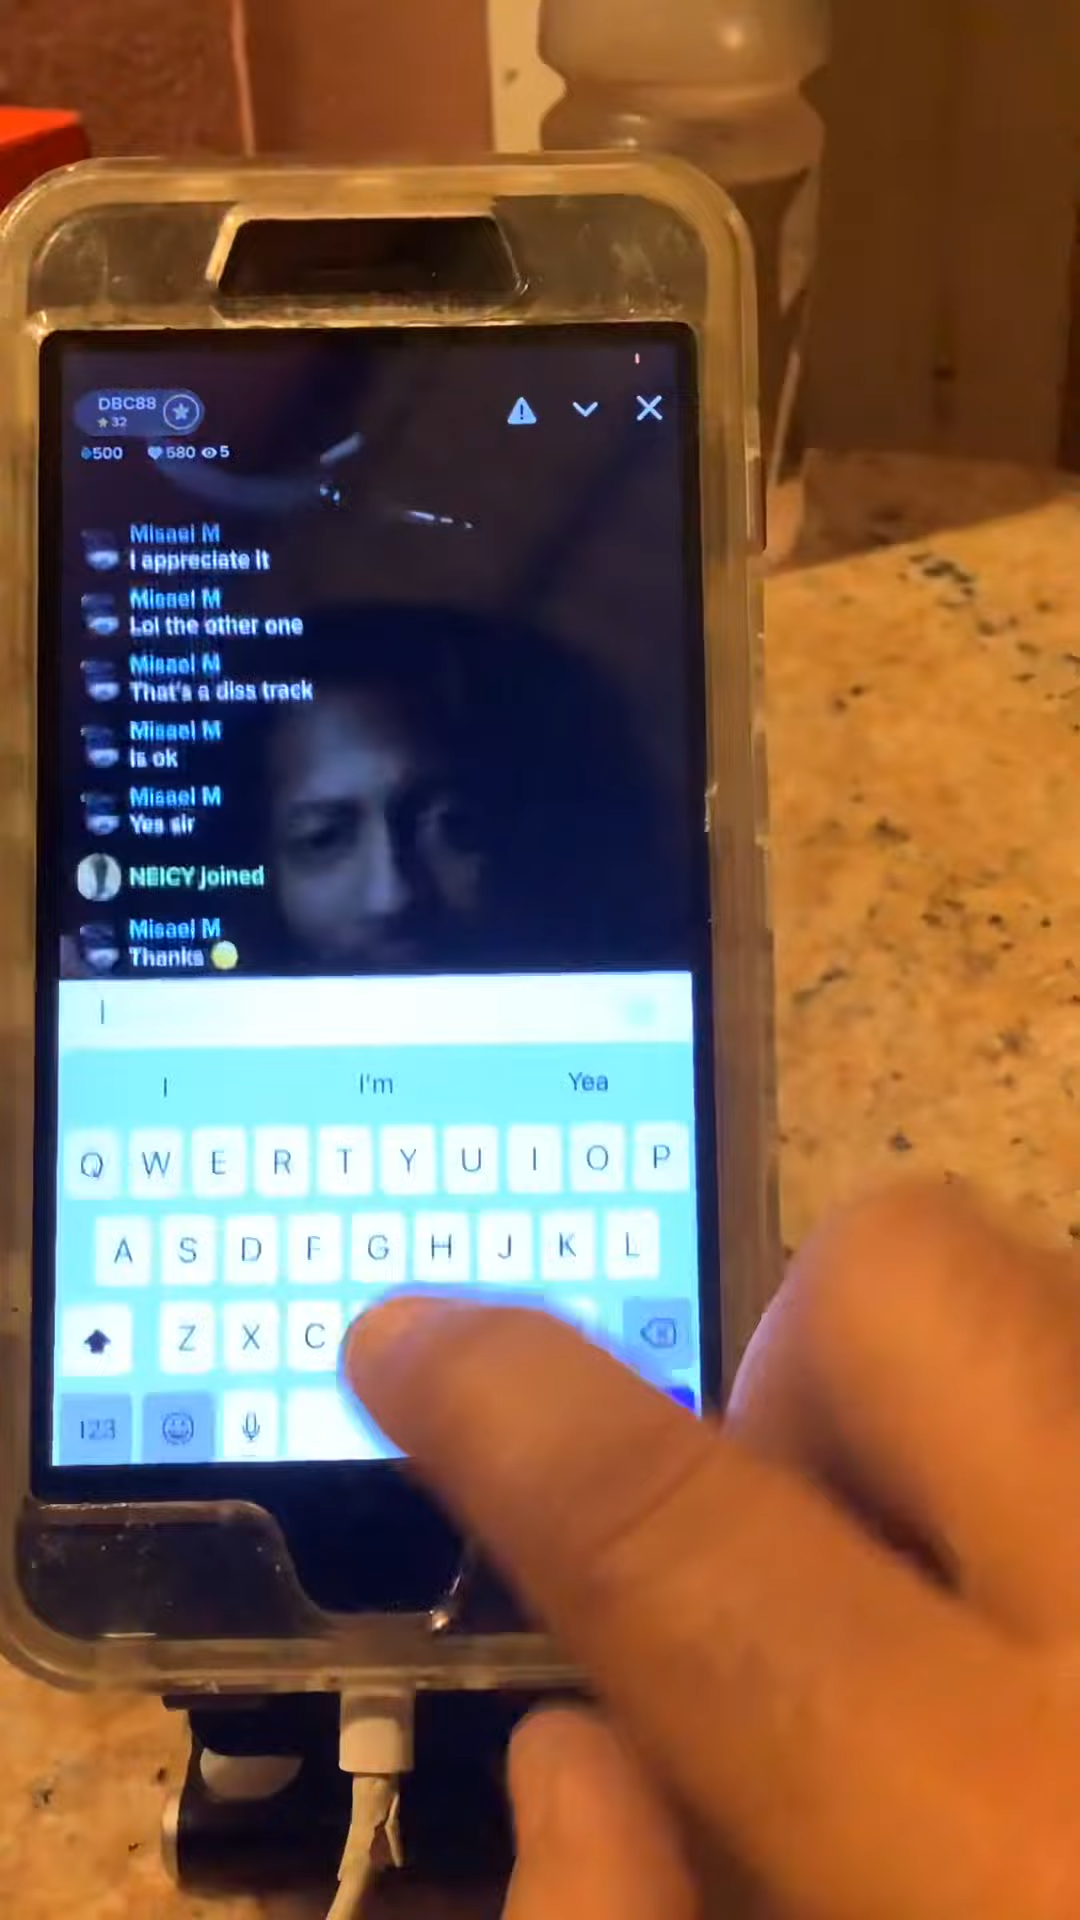 DBC88
32
500 580 5
Misael M
I appreciate it
Misael M
Lol the other one
Misael M
That's a diss track
Misael M
Is ok
Misael M
Yes sir
NEICY joined
Misael M
Thanks
I I'm Yea
Q W E R T Y U I O P
A S D F G H J K L
Z X C
123